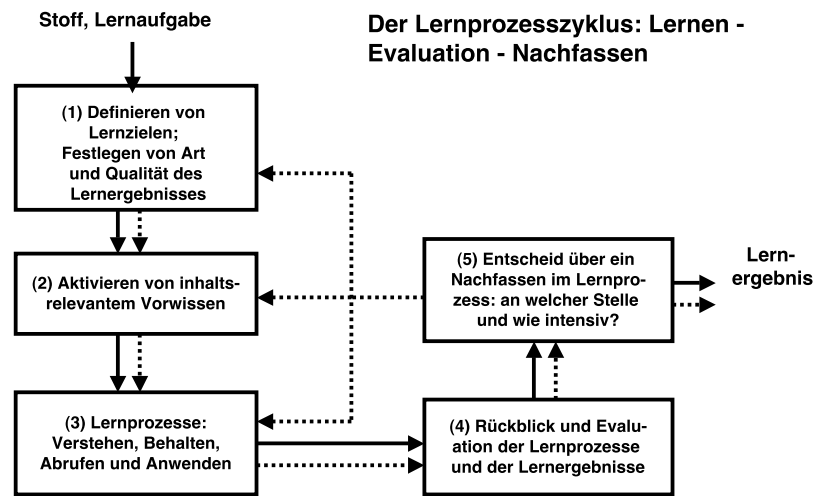 Stoff, Lernaufgabe
Der Lernprozesszyklus: Lernen -
Evaluation - Nachfassen
(1) Definieren von
Lernzielen;
Festlegen von Art
und Qualität des
Lernergebnisses
(2) Aktivieren von inhalts-
relevantem Vorwissen
(3) Lernprozesse:
Verstehen, Behalten,
Abrufen und Anwenden
(4) Rückblick und Evalu-
ation der Lernprozesse
und der Lernergebnisse
(5) Entscheid über ein
Nachfassen im Lernpro-
zess: an welcher Stelle
und wie intensiv?
Lern-
ergebnis